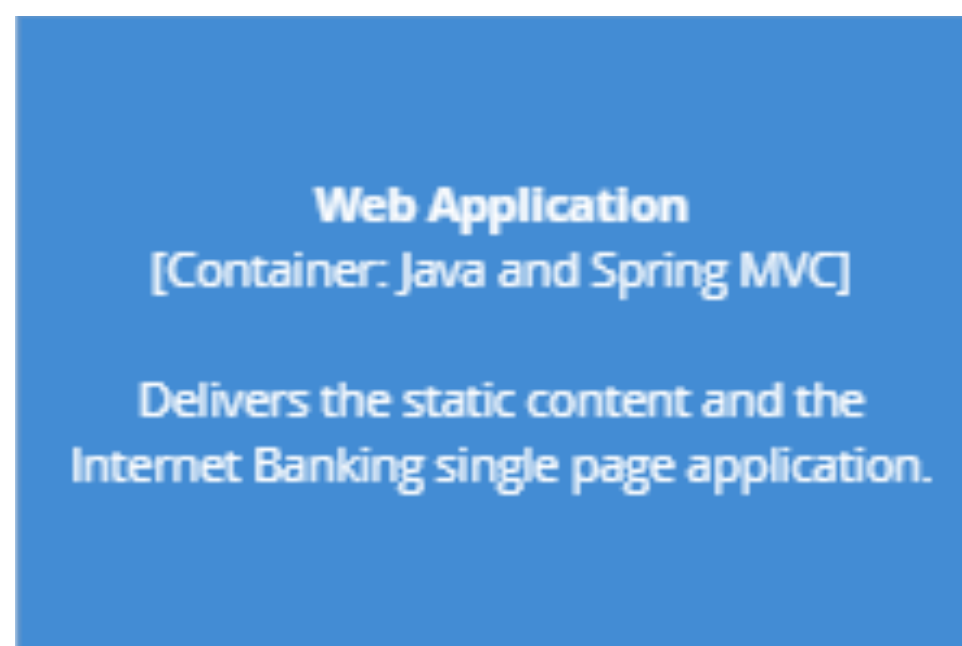 Web Application
[Container: Java and Spring MVC]
Delivers the static content and the
Internet Banking single page application.